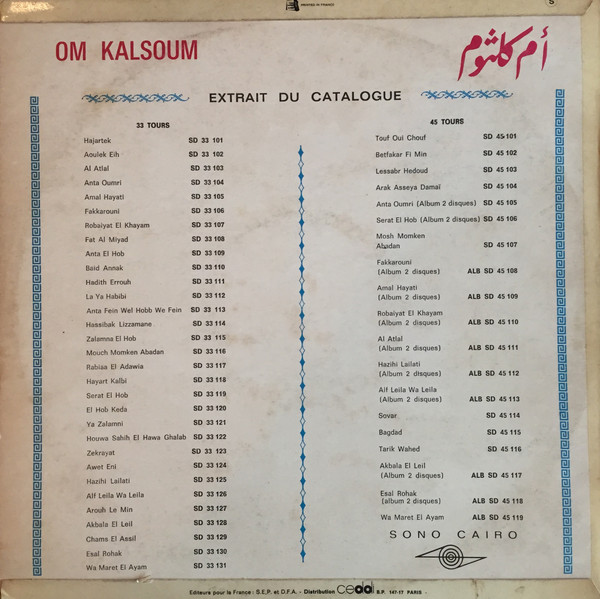 PRINTED IN FRANCE
S
OM KALSOUM
أم كلثوم
EXTRAIT DU CATALOGUE
33 TOURS
Hajartek SD 33 101
Aoulek Eih SD 33 102
Al Atlal SD 33 103
Anta Oumri SD 33 104
Amal Hayati SD 33 105
Fakkarouni SD 33 106
Robaiyat El Khayam SD 33 107
Fat Al Miyad SD 33 108
Anta El Hob SD 33 109
Baid Annak SD 33 110
Hadith Errouh SD 33 111
La Ya Habibi SD 33 112
Anta Fein Wel Hobb We Fein SD 33 113
Hassibak Lizzamane SD 33 114
Zalamna El Hob SD 33 115
Mouch Momken Abadan SD 33 116
Rabiaa El Adawia SD 33 117
Hayart Kalbi SD 33 118
Serat El Hob SD 33 119
El Hob Keda SD 33 120
Ya Zalamni SD 33 121
Houwa Sahih El Hawa Ghalab SD 33 122
Zekrayat SD 33 123
Awet Eni SD 33 124
Hazihi Lailati SD 33 125
Alf Leila Wa Leila SD 33 126
Arouh Le Min SD 33 127
Akbala El Leil SD 33 128
Chams El Assil SD 33 129
Esal Rohak SD 33 130
Wa Maret El Ayam SD 33 131
45 TOURS
Touf Oui Chouf SD 45 101
Betfakar Fi Min SD 45 102
Lessabr Hedoud SD 45 103
Arak Asseya Damaï SD 45 104
Anta Oumri (Album 2 disques) SD 45 105
Serat El Hob (Album 2 disques) SD 45 106
Mosh Momken
Abadan SD 45 107
Fakkarouni
(Album 2 disques) ALB SD 45 108
Amal Hayati
(Album 2 disques) ALB SD 45 109
Robaiyat El Khayam
(Album 2 disques) ALB SD 45 110
Al Atlal
(Album 2 disques) ALB SD 45 111
Hazihi Lailati
(Album 2 disques) ALB SD 45 112
Alf Leila Wa Leila
(Album 2 disques) ALB SD 45 113
Sovar SD 45 114
Bagdad SD 45 115
Tarik Wahed SD 45 116
Akbala El Leil
(Album 2 disques) ALB SD 45 117
Esal Rohak
(album 2 disques) ALB SD 45 118
Wa Maret El Ayam ALB SD 45 119
SONO CAIRO
Editeurs pour la France : S.E.P. et D.F.A. - Distribution ceddi B.P. 147-17 PARIS -